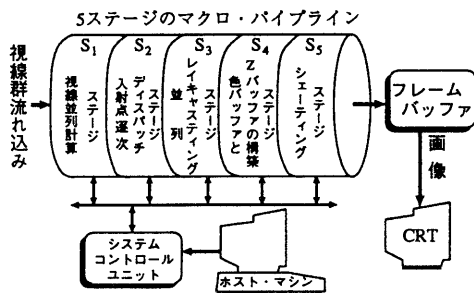 5ステージのマクロ・パイプライン
視線群流れ込み
S1
視線並列計算
ステージ
S2
入射点逐次
ディスパッチ
ステージ
S3
並列
レイキャスティング
ステージ
S4
色バッファと
Zバッファの構築
ステージ
S5
シェーディング
ステージ
フレーム
バッファ
画像
CRT
システム
コントロール
ユニット
ホスト・マシン